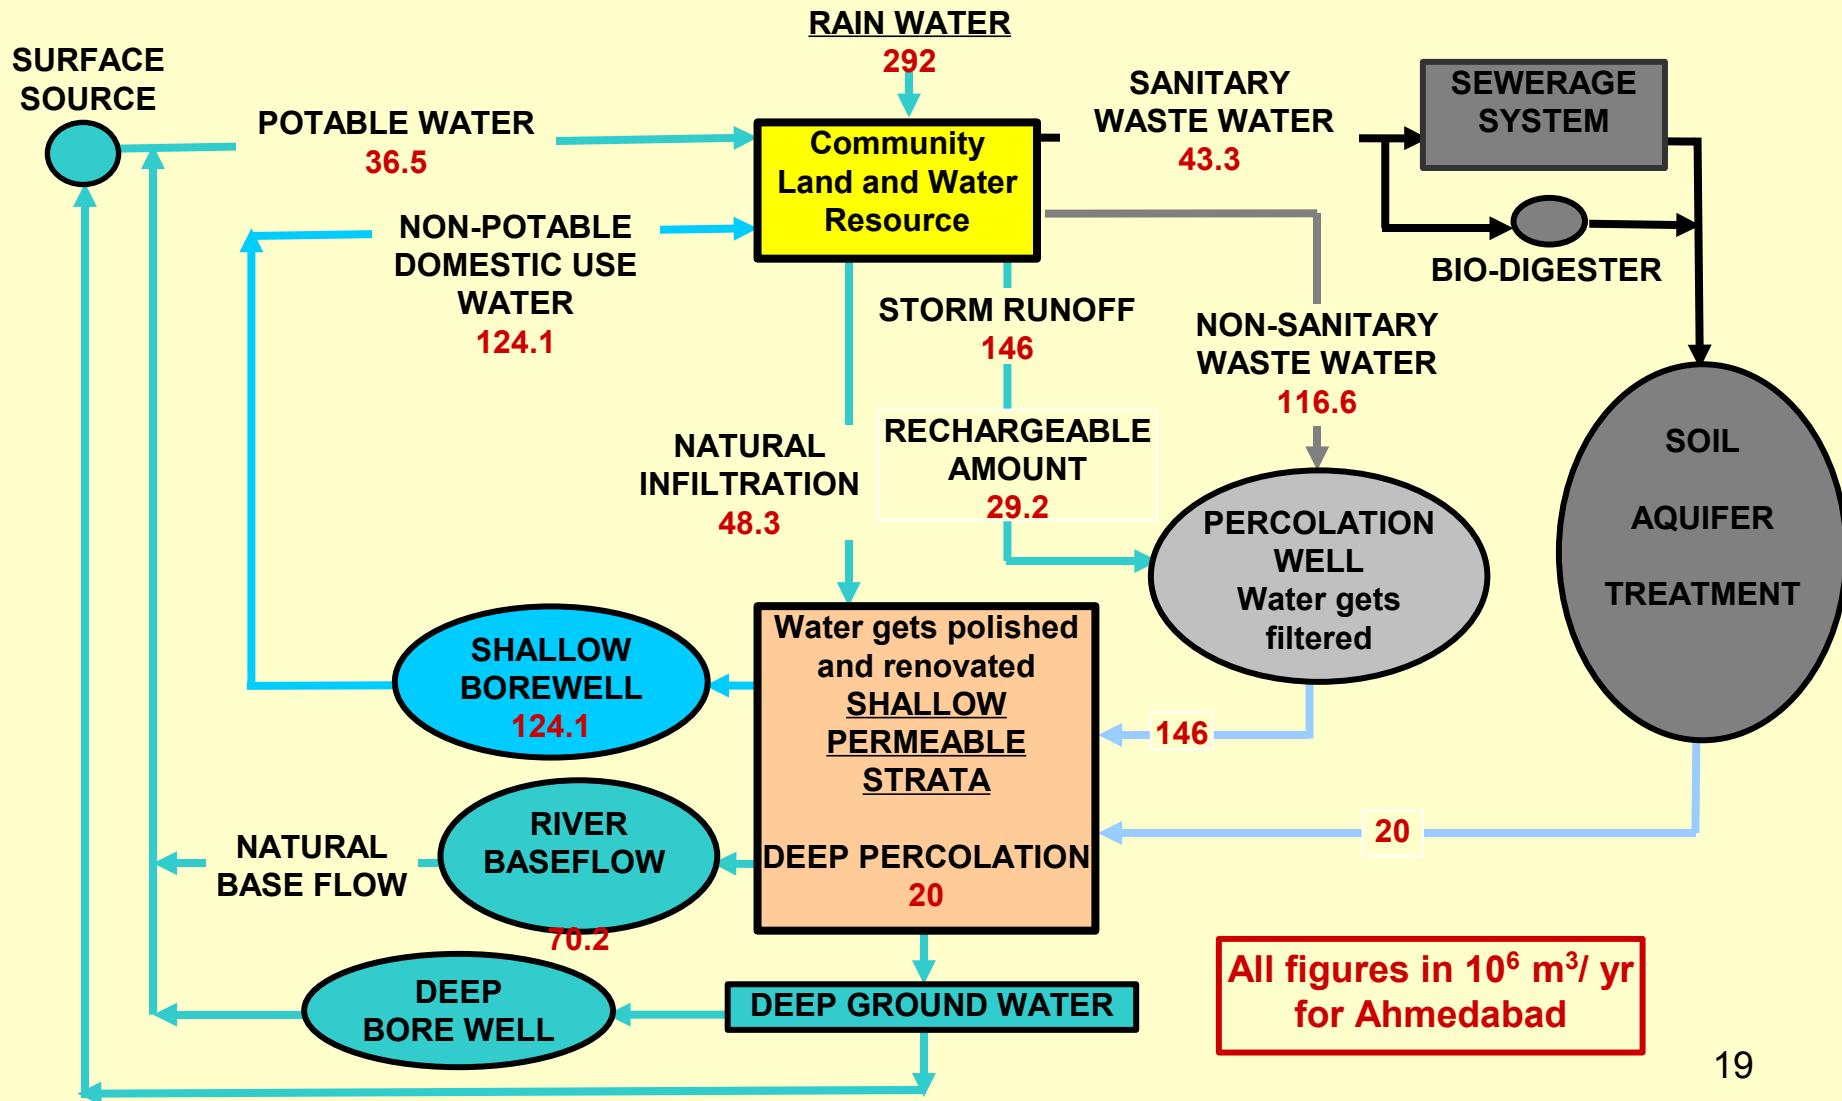 RAIN WATER
292
SURFACE
SOURCE
POTABLE WATER
36.5
Community
Land and Water
Resource
SANITARY
WASTE WATER
43.3
SEWERAGE
SYSTEM
BIO-DIGESTER
NON-POTABLE
DOMESTIC USE
WATER
124.1
STORM RUNOFF
146
NON-SANITARY
WASTE WATER
116.6
NATURAL
INFILTRATION
48.3
RECHARGEABLE
AMOUNT
29.2
PERCOLATION
WELL
Water gets
filtered
SOIL
AQUIFER
TREATMENT
SHALLOW
BOREWELL
124.1
Water gets polished
and renovated
SHALLOW
PERMEABLE
STRATA
DEEP PERCOLATION
20
146
20
NATURAL
BASE FLOW
RIVER
BASEFLOW
70.2
DEEP
BORE WELL
DEEP GROUND WATER
All figures in 10⁶ m³/ yr
for Ahmedabad
19